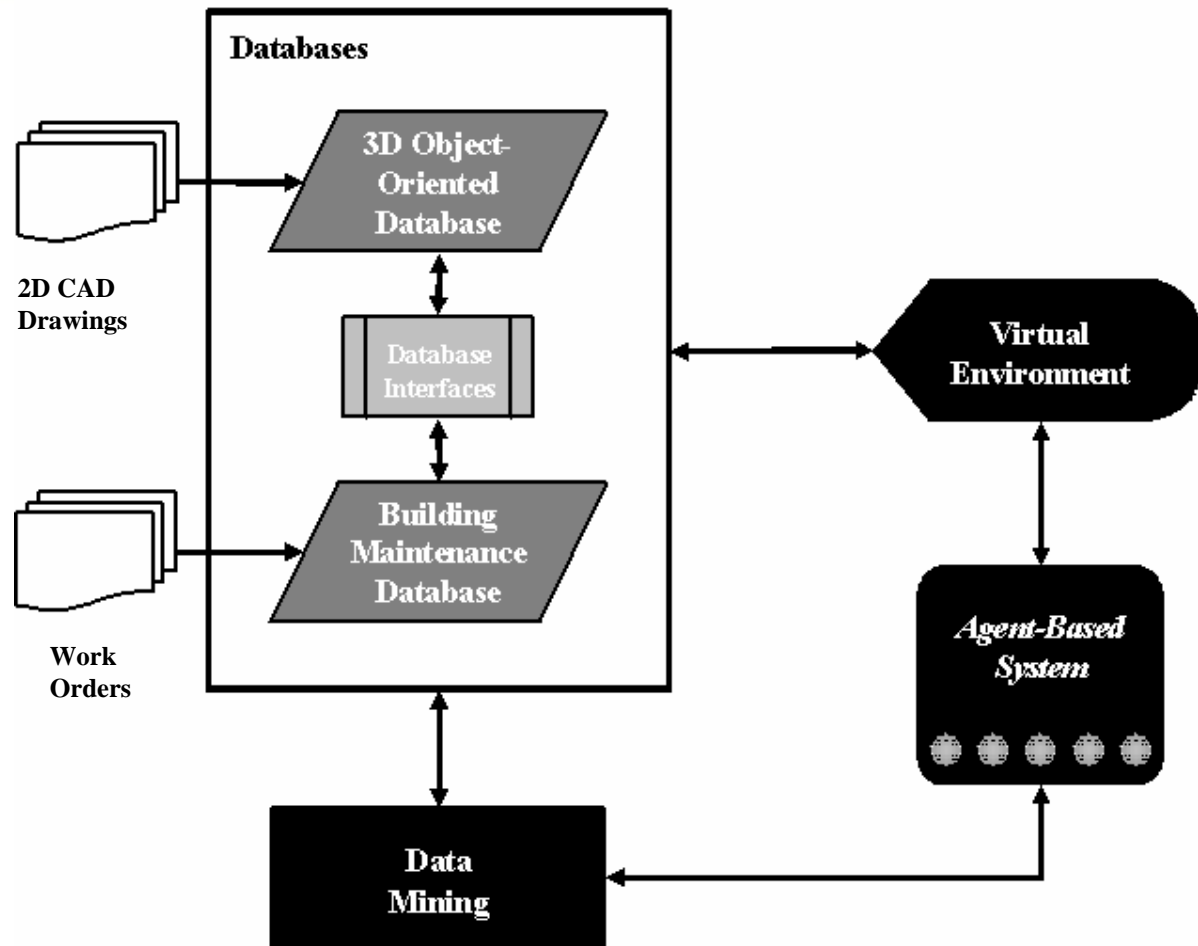 Databases
3D Object-
Oriented
Database
2D CAD
Drawings
Database
Interfaces
Virtual
Environment
Building
Maintenance
Database
Work
Orders
Agent-Based
System
Data
Mining